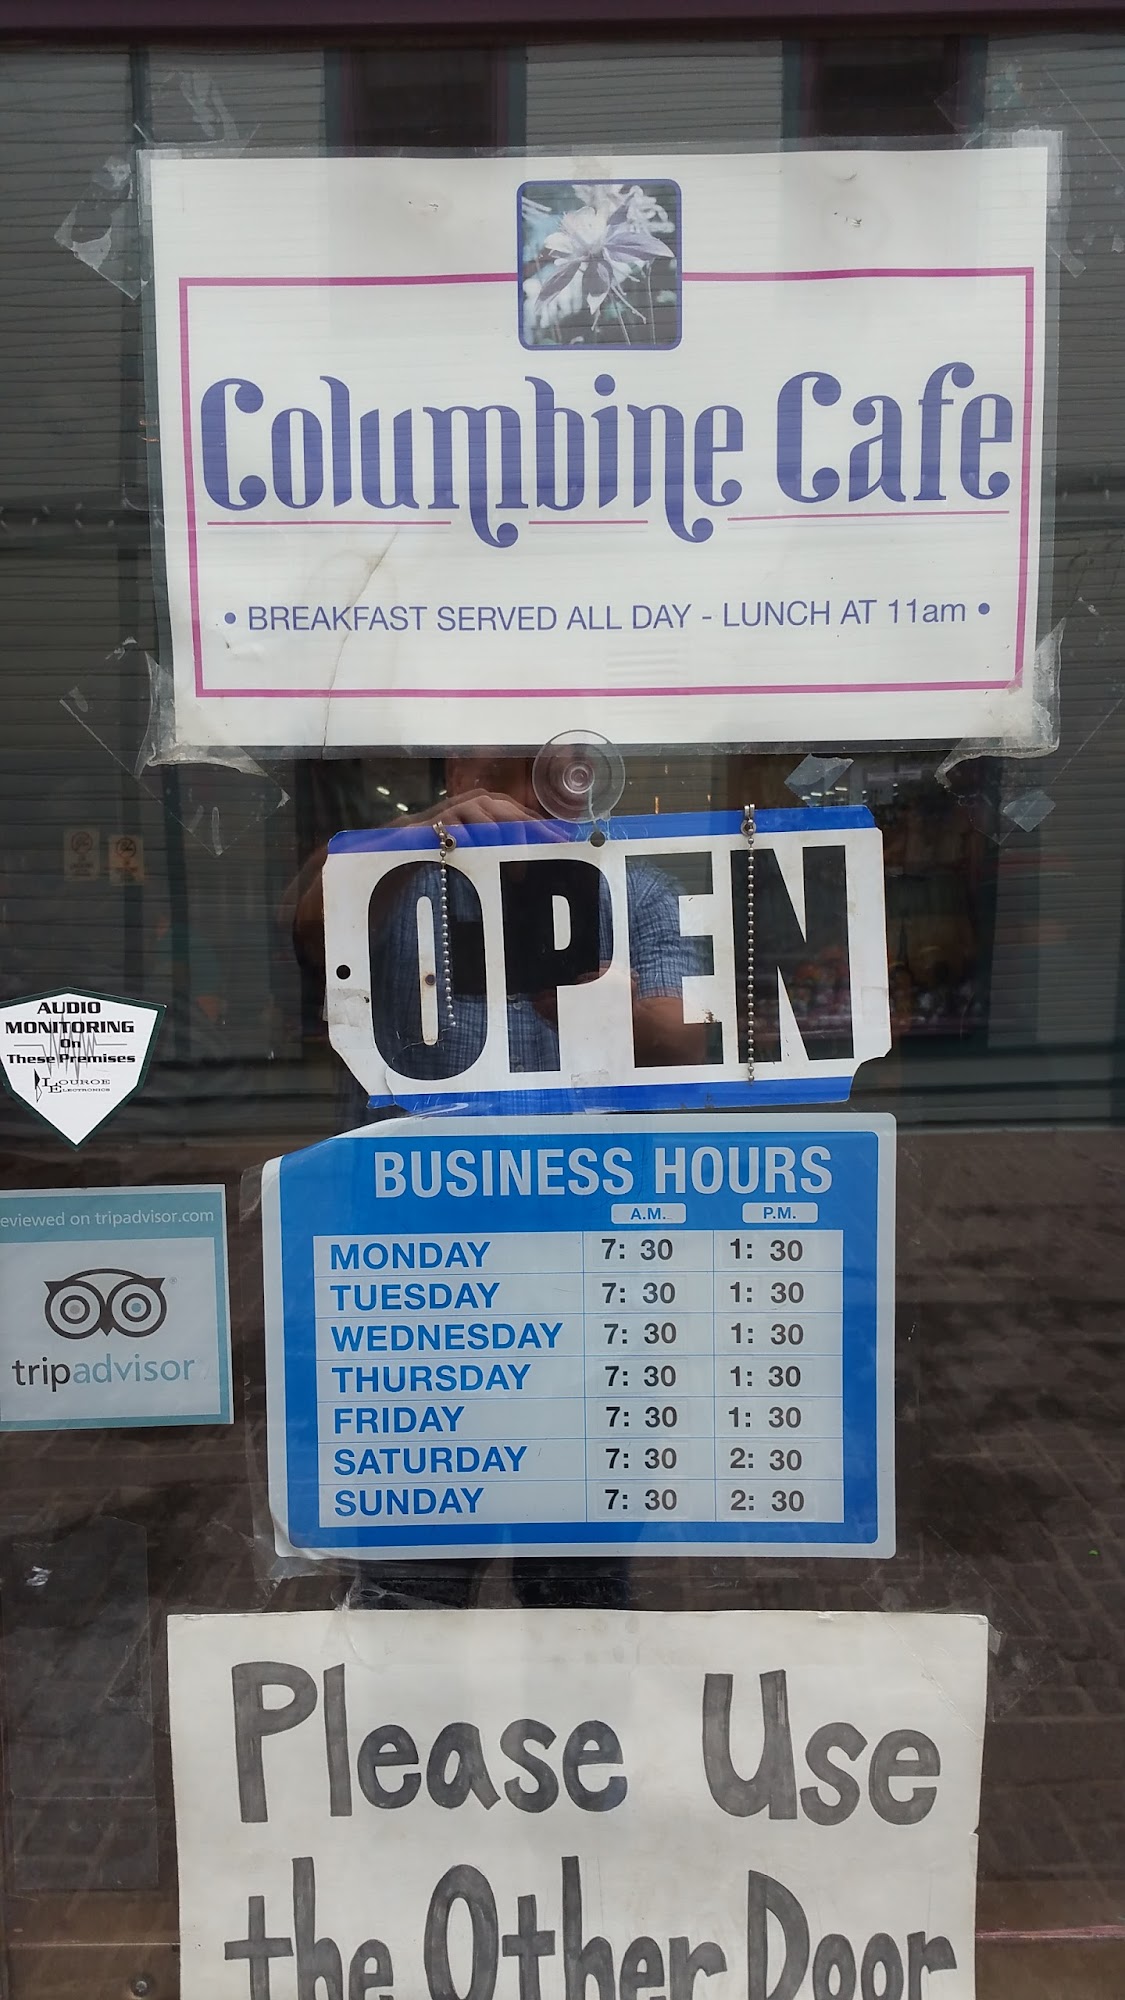 Columbine Cafe
• BREAKFAST SERVED ALL DAY - LUNCH AT 11am •
OPEN
AUDIO
MONITORING
On
These Premises
LOUROE
ELECTRONICS
eviewed on tripadvisor.com
tripadvisor
BUSINESS HOURS
A.M. P.M.
MONDAY 7: 30 1: 30
TUESDAY 7: 30 1: 30
WEDNESDAY 7: 30 1: 30
THURSDAY 7: 30 1: 30
FRIDAY 7: 30 1: 30
SATURDAY 7: 30 2: 30
SUNDAY 7: 30 2: 30
Please Use
the Other Door